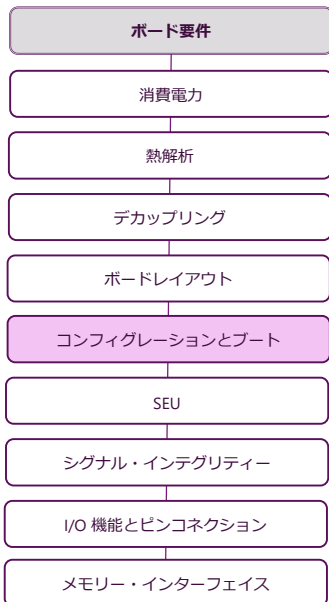 ボード要件
消費電力
熱解析
デカップリング
ボードレイアウト
コンフィグレーションとブート
SEU
シグナル・インテグリティー
I/O 機能とピンコネクション
メモリー・インターフェイス